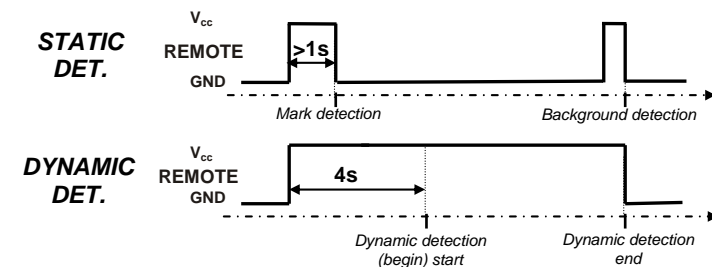 STATIC
DET.
Vcc
REMOTE
GND
>1s
Mark detection
Background detection
DYNAMIC
DET.
Vcc
REMOTE
GND
4s
Dynamic detection
(begin) start
Dynamic detection
end